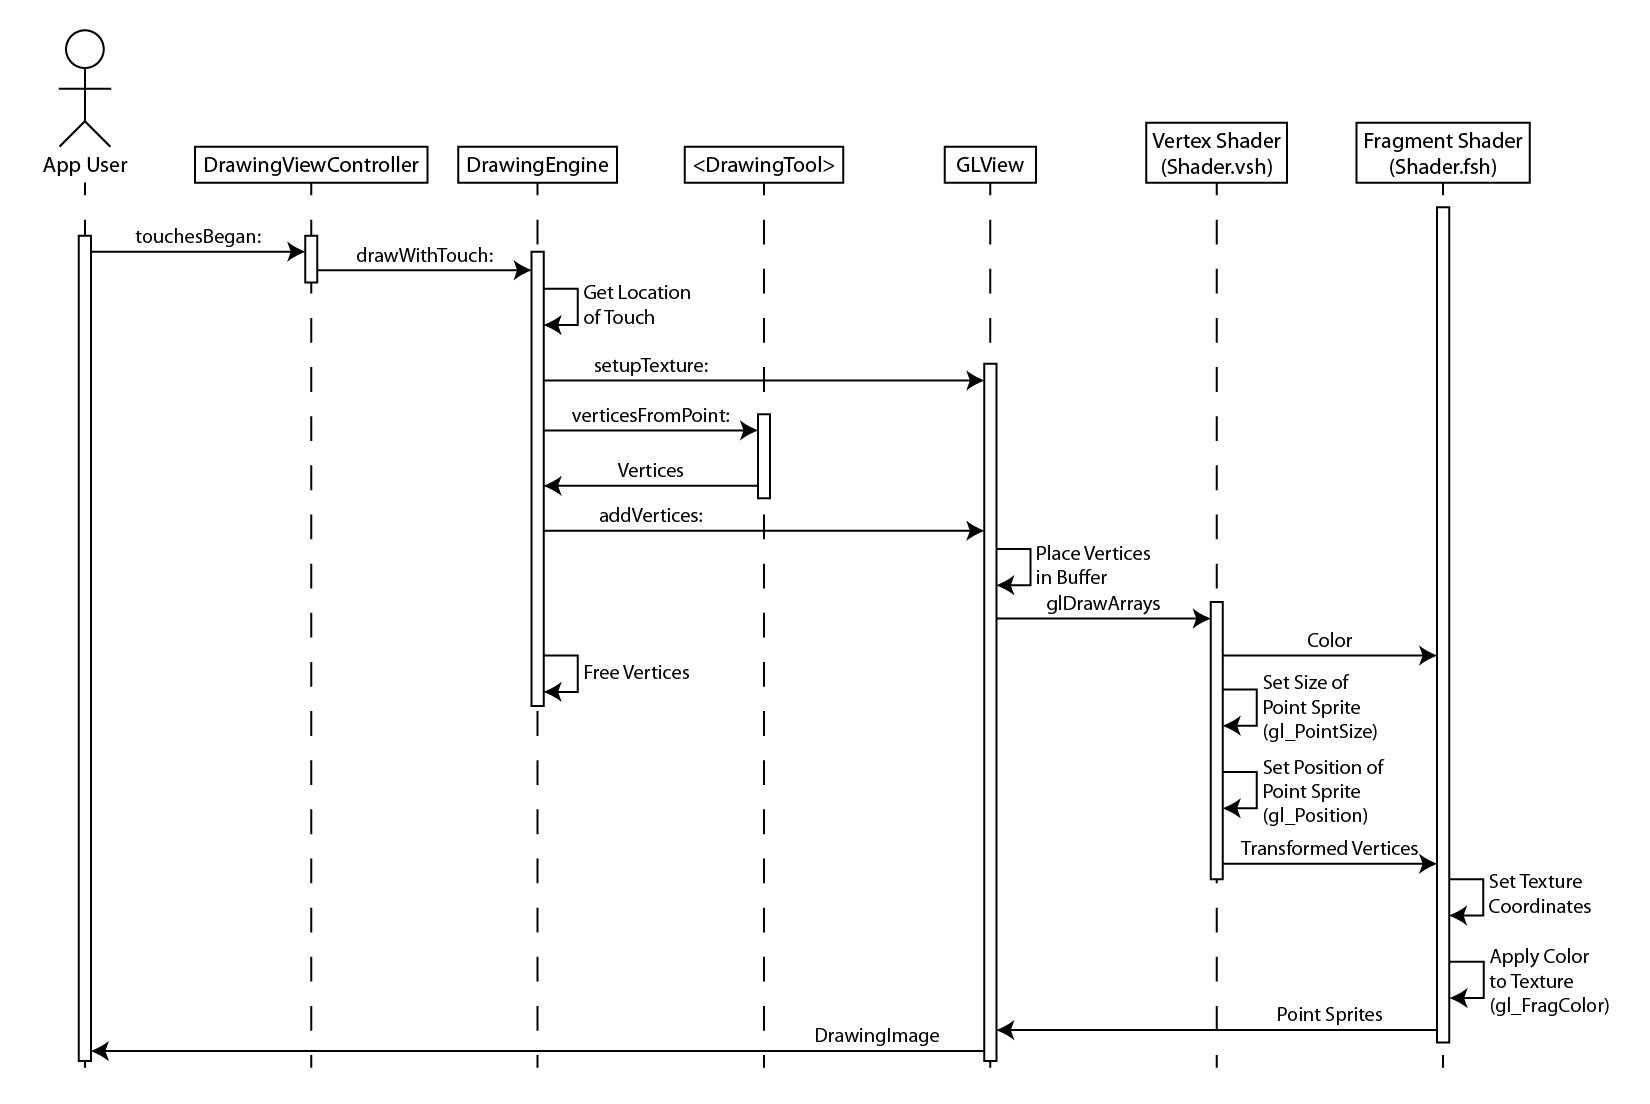 App User
DrawingViewController
DrawingEngine
<DrawingTool>
GLView
Vertex Shader
(Shader.vsh)
Fragment Shader
(Shader.fsh)
touchesBegan:
drawWithTouch:
Get Location
of Touch
setupTexture:
verticesFromPoint:
Vertices
addVertices:
Place Vertices
in Buffer
glDrawArrays
Color
Free Vertices
Set Size of
Point Sprite
(gl_PointSize)
Set Position of
Point Sprite
(gl_Position)
Transformed Vertices
Set Texture
Coordinates
Apply Color
to Texture
(gl_FragColor)
Point Sprites
DrawingImage